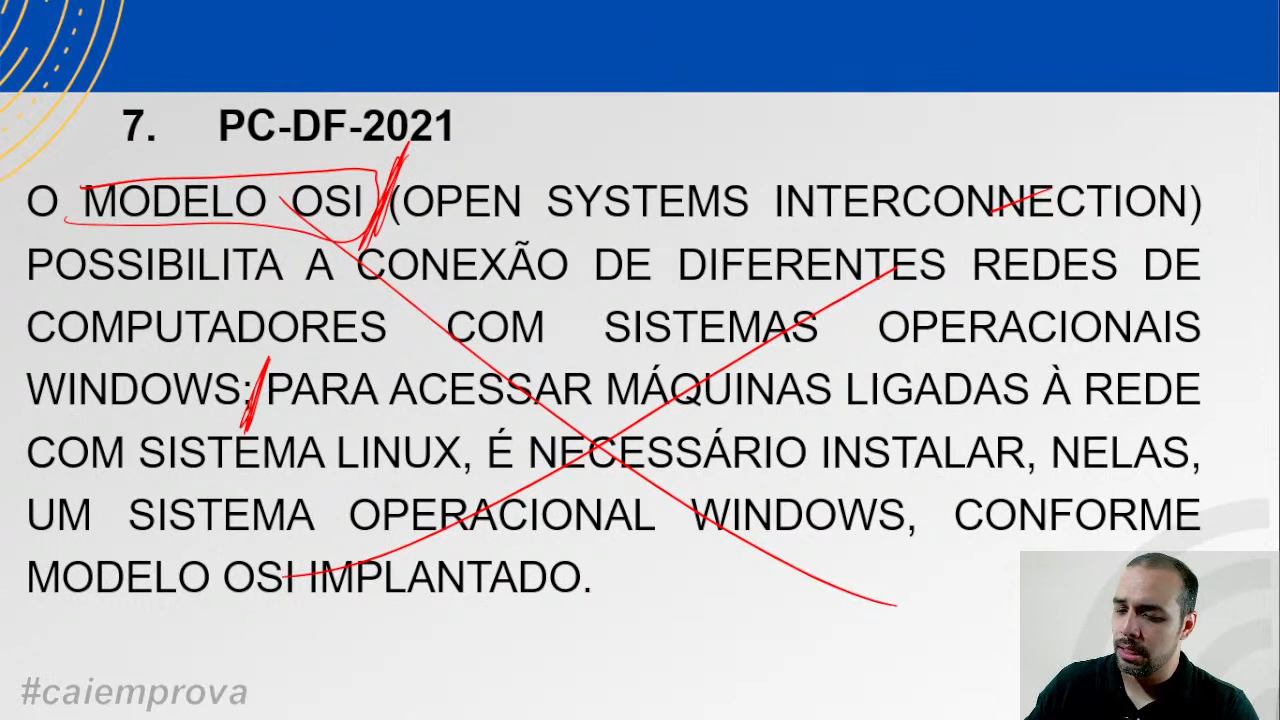 7. PC-DF-2021
O MODELO OSI (OPEN SYSTEMS INTERCONNECTION)
POSSIBILITA A CONEXÃO DE DIFERENTES REDES DE
COMPUTADORES COM SISTEMAS OPERACIONAIS
WINDOWS; PARA ACESSAR MÁQUINAS LIGADAS À REDE
COM SISTEMA LINUX, É NECESSÁRIO INSTALAR, NELAS,
UM SISTEMA OPERACIONAL WINDOWS, CONFORME
MODELO OSI IMPLANTADO.
#caiemprova